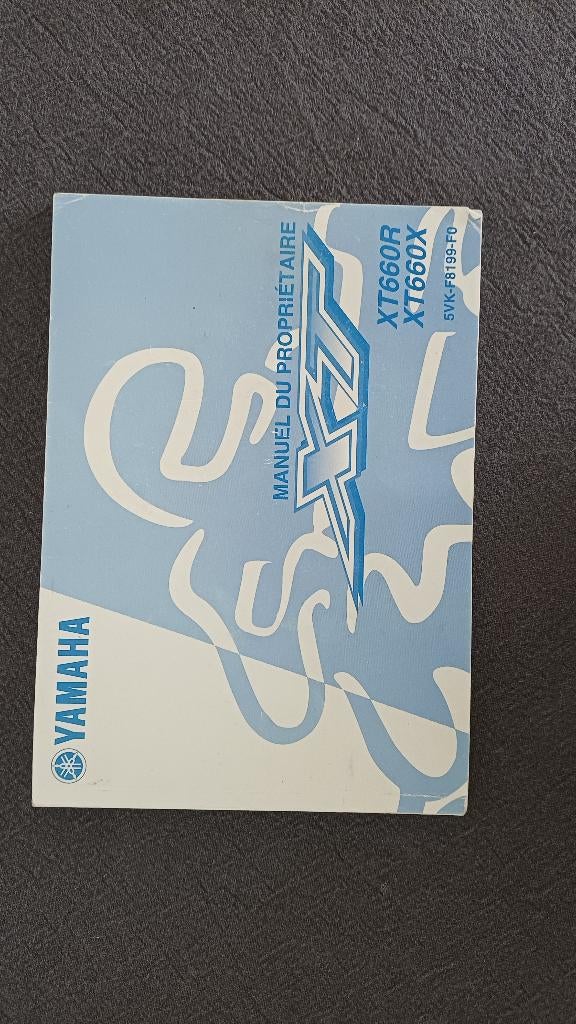 YAMAHA
MANUEL DU PROPRIÉTAIRE
XT
XT660R
XT660X
5VK-F8199-F0